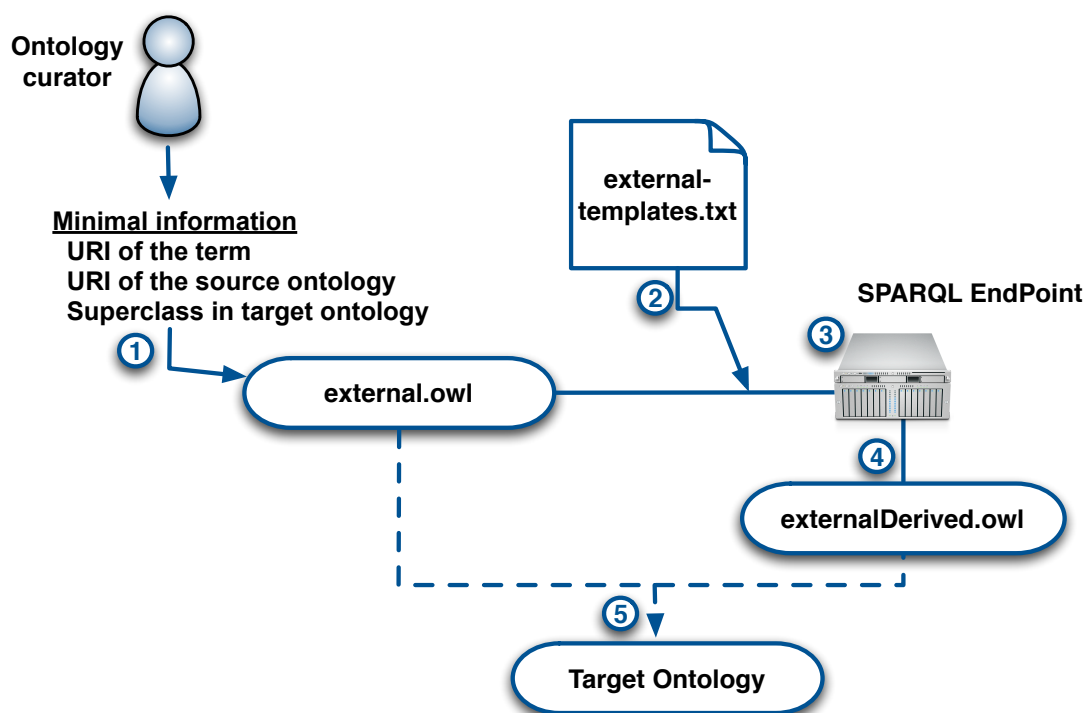 Ontology
curator
Minimal information
URI of the term
URI of the source ontology
Superclass in target ontology
1
external.owl
external-
templates.txt
2
SPARQL EndPoint
3
4
externalDerived.owl
5
Target Ontology